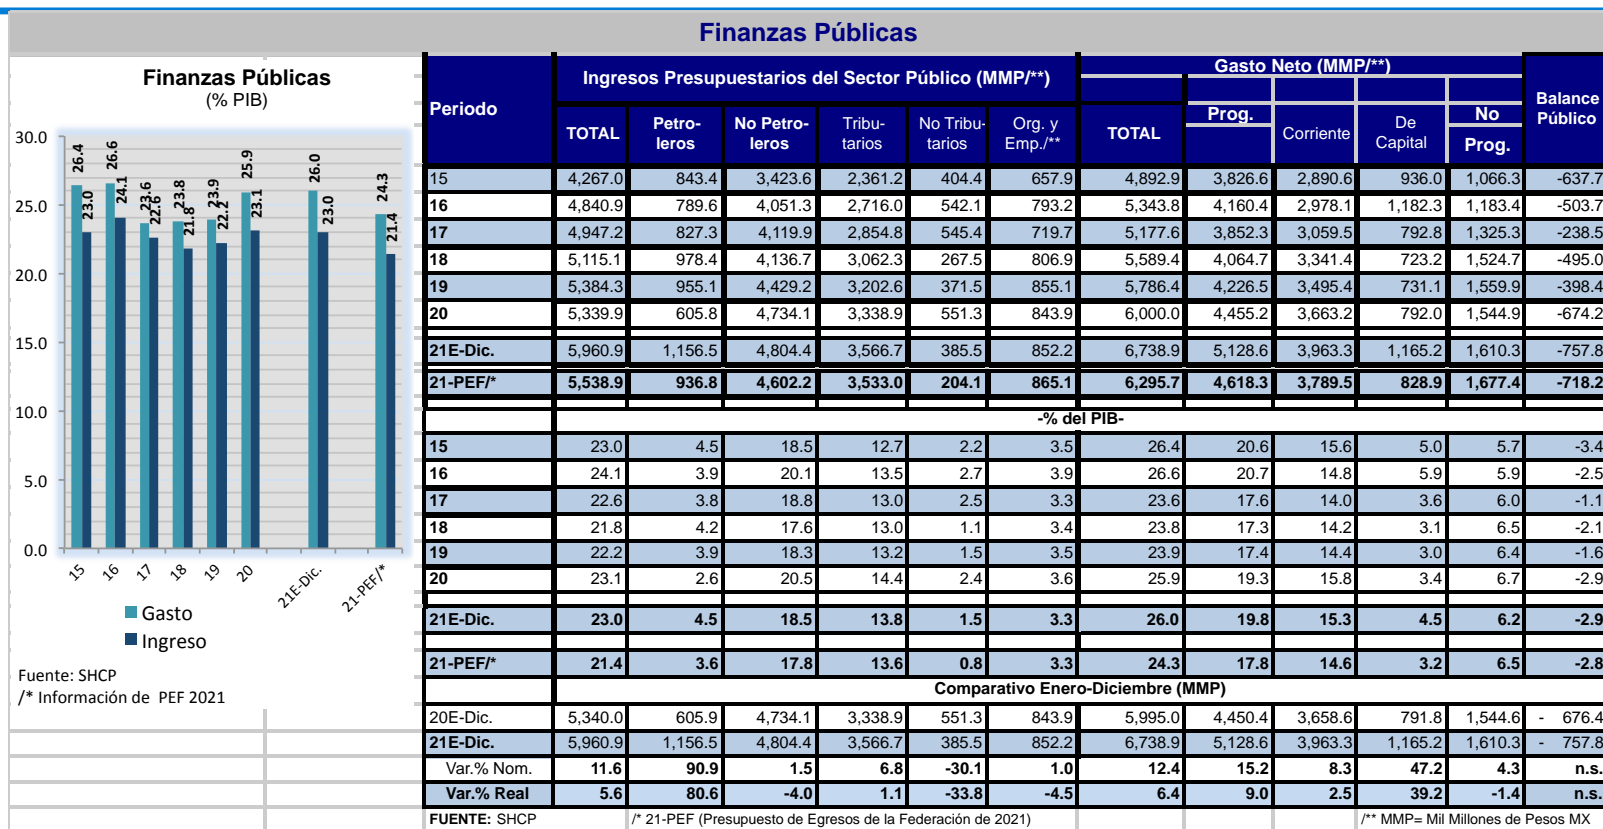 Finanzas Públicas
Finanzas Públicas
(% PIB)
30.0
25.0
20.0
15.0
10.0
5.0
0.0
26.4 23.0 26.6 24.1 23.6 22.6 23.8 21.8 23.9 22.2 25.9 23.1 26.0 23.0 24.3 21.4
15 16 17 18 19 20 21E-Dic. 21-PEF/*
Gasto
Ingreso
Fuente: SHCP
/* Información de PEF 2021
Periodo
Ingresos Presupuestarios del Sector Público (MMP/**)
Gasto Neto (MMP/**)
Balance Público
TOTAL Petro-leros No Petro-leros Tribu-tarios No Tribu-tarios Org. y Emp./** TOTAL Prog. Corriente De Capital No Prog.
15 4,267.0 843.4 3,423.6 2,361.2 404.4 657.9 4,892.9 3,826.6 2,890.6 936.0 1,066.3 -637.7
16 4,840.9 789.6 4,051.3 2,716.0 542.1 793.2 5,343.8 4,160.4 2,978.1 1,182.3 1,183.4 -503.7
17 4,947.2 827.3 4,119.9 2,854.8 545.4 719.7 5,177.6 3,852.3 3,059.5 792.8 1,325.3 -238.5
18 5,115.1 978.4 4,136.7 3,062.3 267.5 806.9 5,589.4 4,064.7 3,341.4 723.2 1,524.7 -495.0
19 5,384.3 955.1 4,429.2 3,202.6 371.5 855.1 5,786.4 4,226.5 3,495.4 731.1 1,559.9 -398.4
20 5,339.9 605.8 4,734.1 3,338.9 551.3 843.9 6,000.0 4,455.2 3,663.2 792.0 1,544.9 -674.2
21E-Dic. 5,960.9 1,156.5 4,804.4 3,566.7 385.5 852.2 6,738.9 5,128.6 3,963.3 1,165.2 1,610.3 -757.8
21-PEF/* 5,538.9 936.8 4,602.2 3,533.0 204.1 865.1 6,295.7 4,618.3 3,789.5 828.9 1,677.4 -718.2
-% del PIB-
15 23.0 4.5 18.5 12.7 2.2 3.5 26.4 20.6 15.6 5.0 5.7 -3.4
16 24.1 3.9 20.1 13.5 2.7 3.9 26.6 20.7 14.8 5.9 5.9 -2.5
17 22.6 3.8 18.8 13.0 2.5 3.3 23.6 17.6 14.0 3.6 6.0 -1.1
18 21.8 4.2 17.6 13.0 1.1 3.4 23.8 17.3 14.2 3.1 6.5 -2.1
19 22.2 3.9 18.3 13.2 1.5 3.5 23.9 17.4 14.4 3.0 6.4 -1.6
20 23.1 2.6 20.5 14.4 2.4 3.6 25.9 19.3 15.8 3.4 6.7 -2.9
21E-Dic. 23.0 4.5 18.5 13.8 1.5 3.3 26.0 19.8 15.3 4.5 6.2 -2.9
21-PEF/* 21.4 3.6 17.8 13.6 0.8 3.3 24.3 17.8 14.6 3.2 6.5 -2.8
Comparativo Enero-Diciembre (MMP)
20E-Dic. 5,340.0 605.9 4,734.1 3,338.9 551.3 843.9 5,995.0 4,450.4 3,658.6 791.8 1,544.6 - 676.4
21E-Dic. 5,960.9 1,156.5 4,804.4 3,566.7 385.5 852.2 6,738.9 5,128.6 3,963.3 1,165.2 1,610.3 - 757.8
Var.% Nom. 11.6 90.9 1.5 6.8 -30.1 1.0 12.4 15.2 8.3 47.2 4.3 n.s.
Var.% Real 5.6 80.6 -4.0 1.1 -33.8 -4.5 6.4 9.0 2.5 39.2 -1.4 n.s.
FUENTE: SHCP /* 21-PEF (Presupuesto de Egresos de la Federación de 2021) /** MMP= Mil Millones de Pesos MX